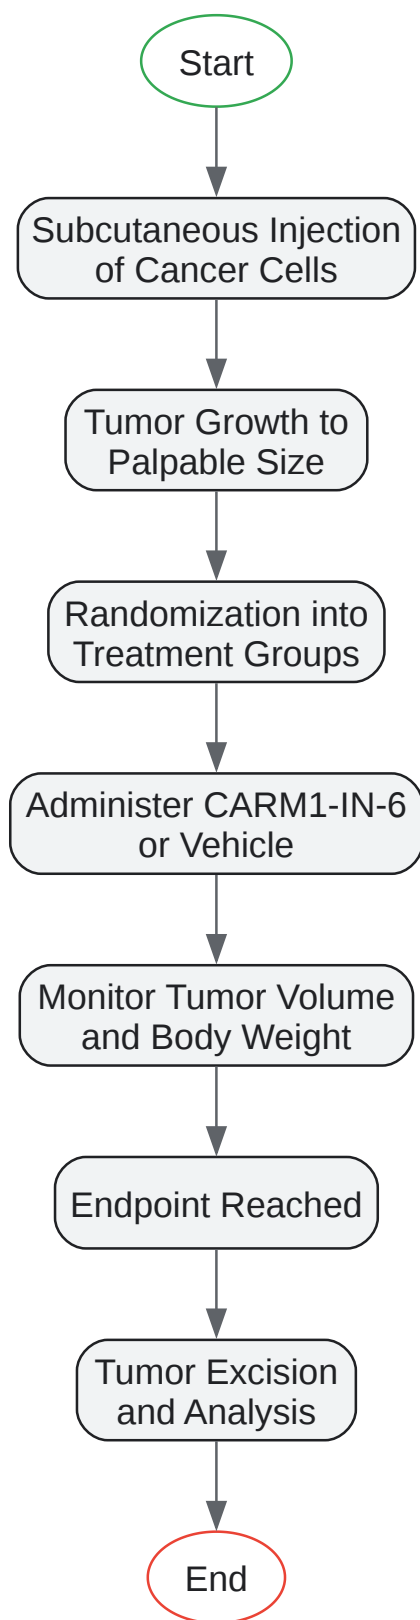 Start
Subcutaneous Injection
of Cancer Cells
Tumor Growth to
Palpable Size
Randomization into
Treatment Groups
Administer CARM1-IN-6
or Vehicle
Monitor Tumor Volume
and Body Weight
Endpoint Reached
Tumor Excision
and Analysis
End